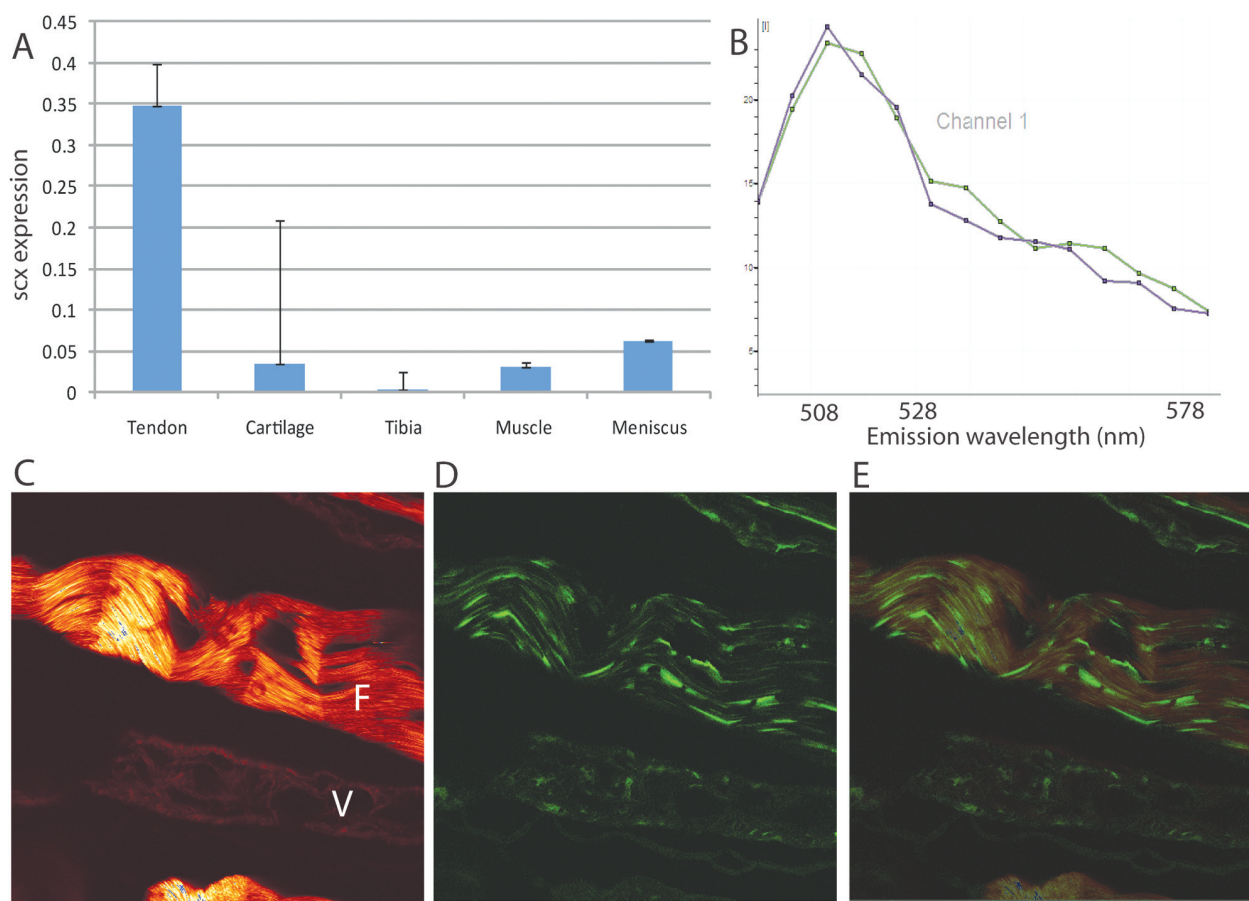 A
scx expression
0.45
0.4
0.35
0.3
0.25
0.2
0.15
0.1
0.05
0
Tendon Cartilage Tibia Muscle Meniscus
B
[I]
20
15
10
5
Channel 1
508 528 578
Emission wavelength (nm)
C
F
V
D
E